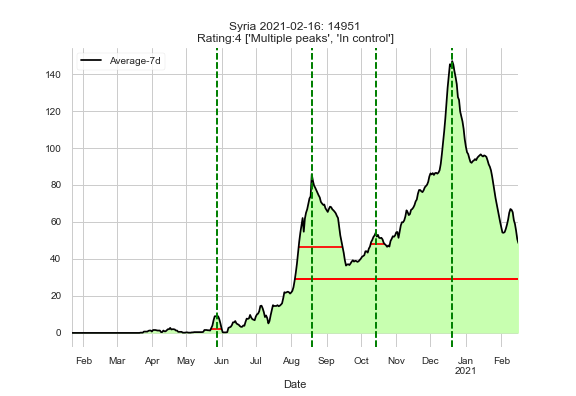 Syria 2021-02-16: 14951
Rating:4 ['Multiple peaks', 'In control']
Average-7d
140
120
100
80
60
40
20
0
Feb Mar Apr May Jun Jul Aug Sep Oct Nov Dec Jan Feb
2021
Date